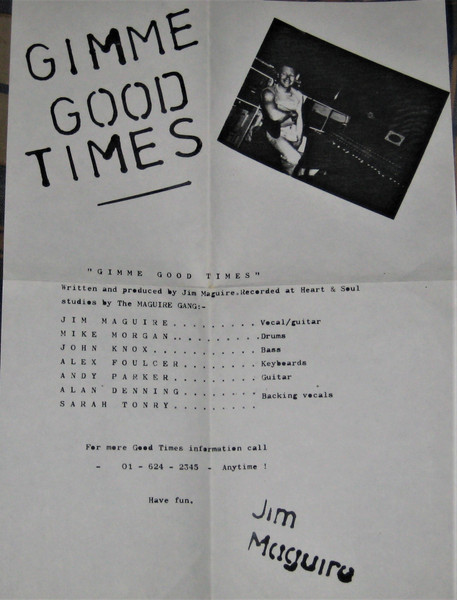 GIMME
GOOD
TIMES
"GIMME GOOD TIMES"
Written and produced by Jim Maguire.Recorded at Heart & Soul
studios by The MAGUIRE GANG:-
JIM MAGUIRE.........Vocal/guitar
MIKE MORGAN.........Drums
JOHN KNOX.........Bass
ALEX FOULCER.........Keyboards
ANDY PARKER.........Guitar
ALAN DENNING.........Backing vocals
SARAH TONRY.........
For more Good Times information call
- 01 - 624 - 2345 - Anytime !
Have fun.
Jim
Maguire